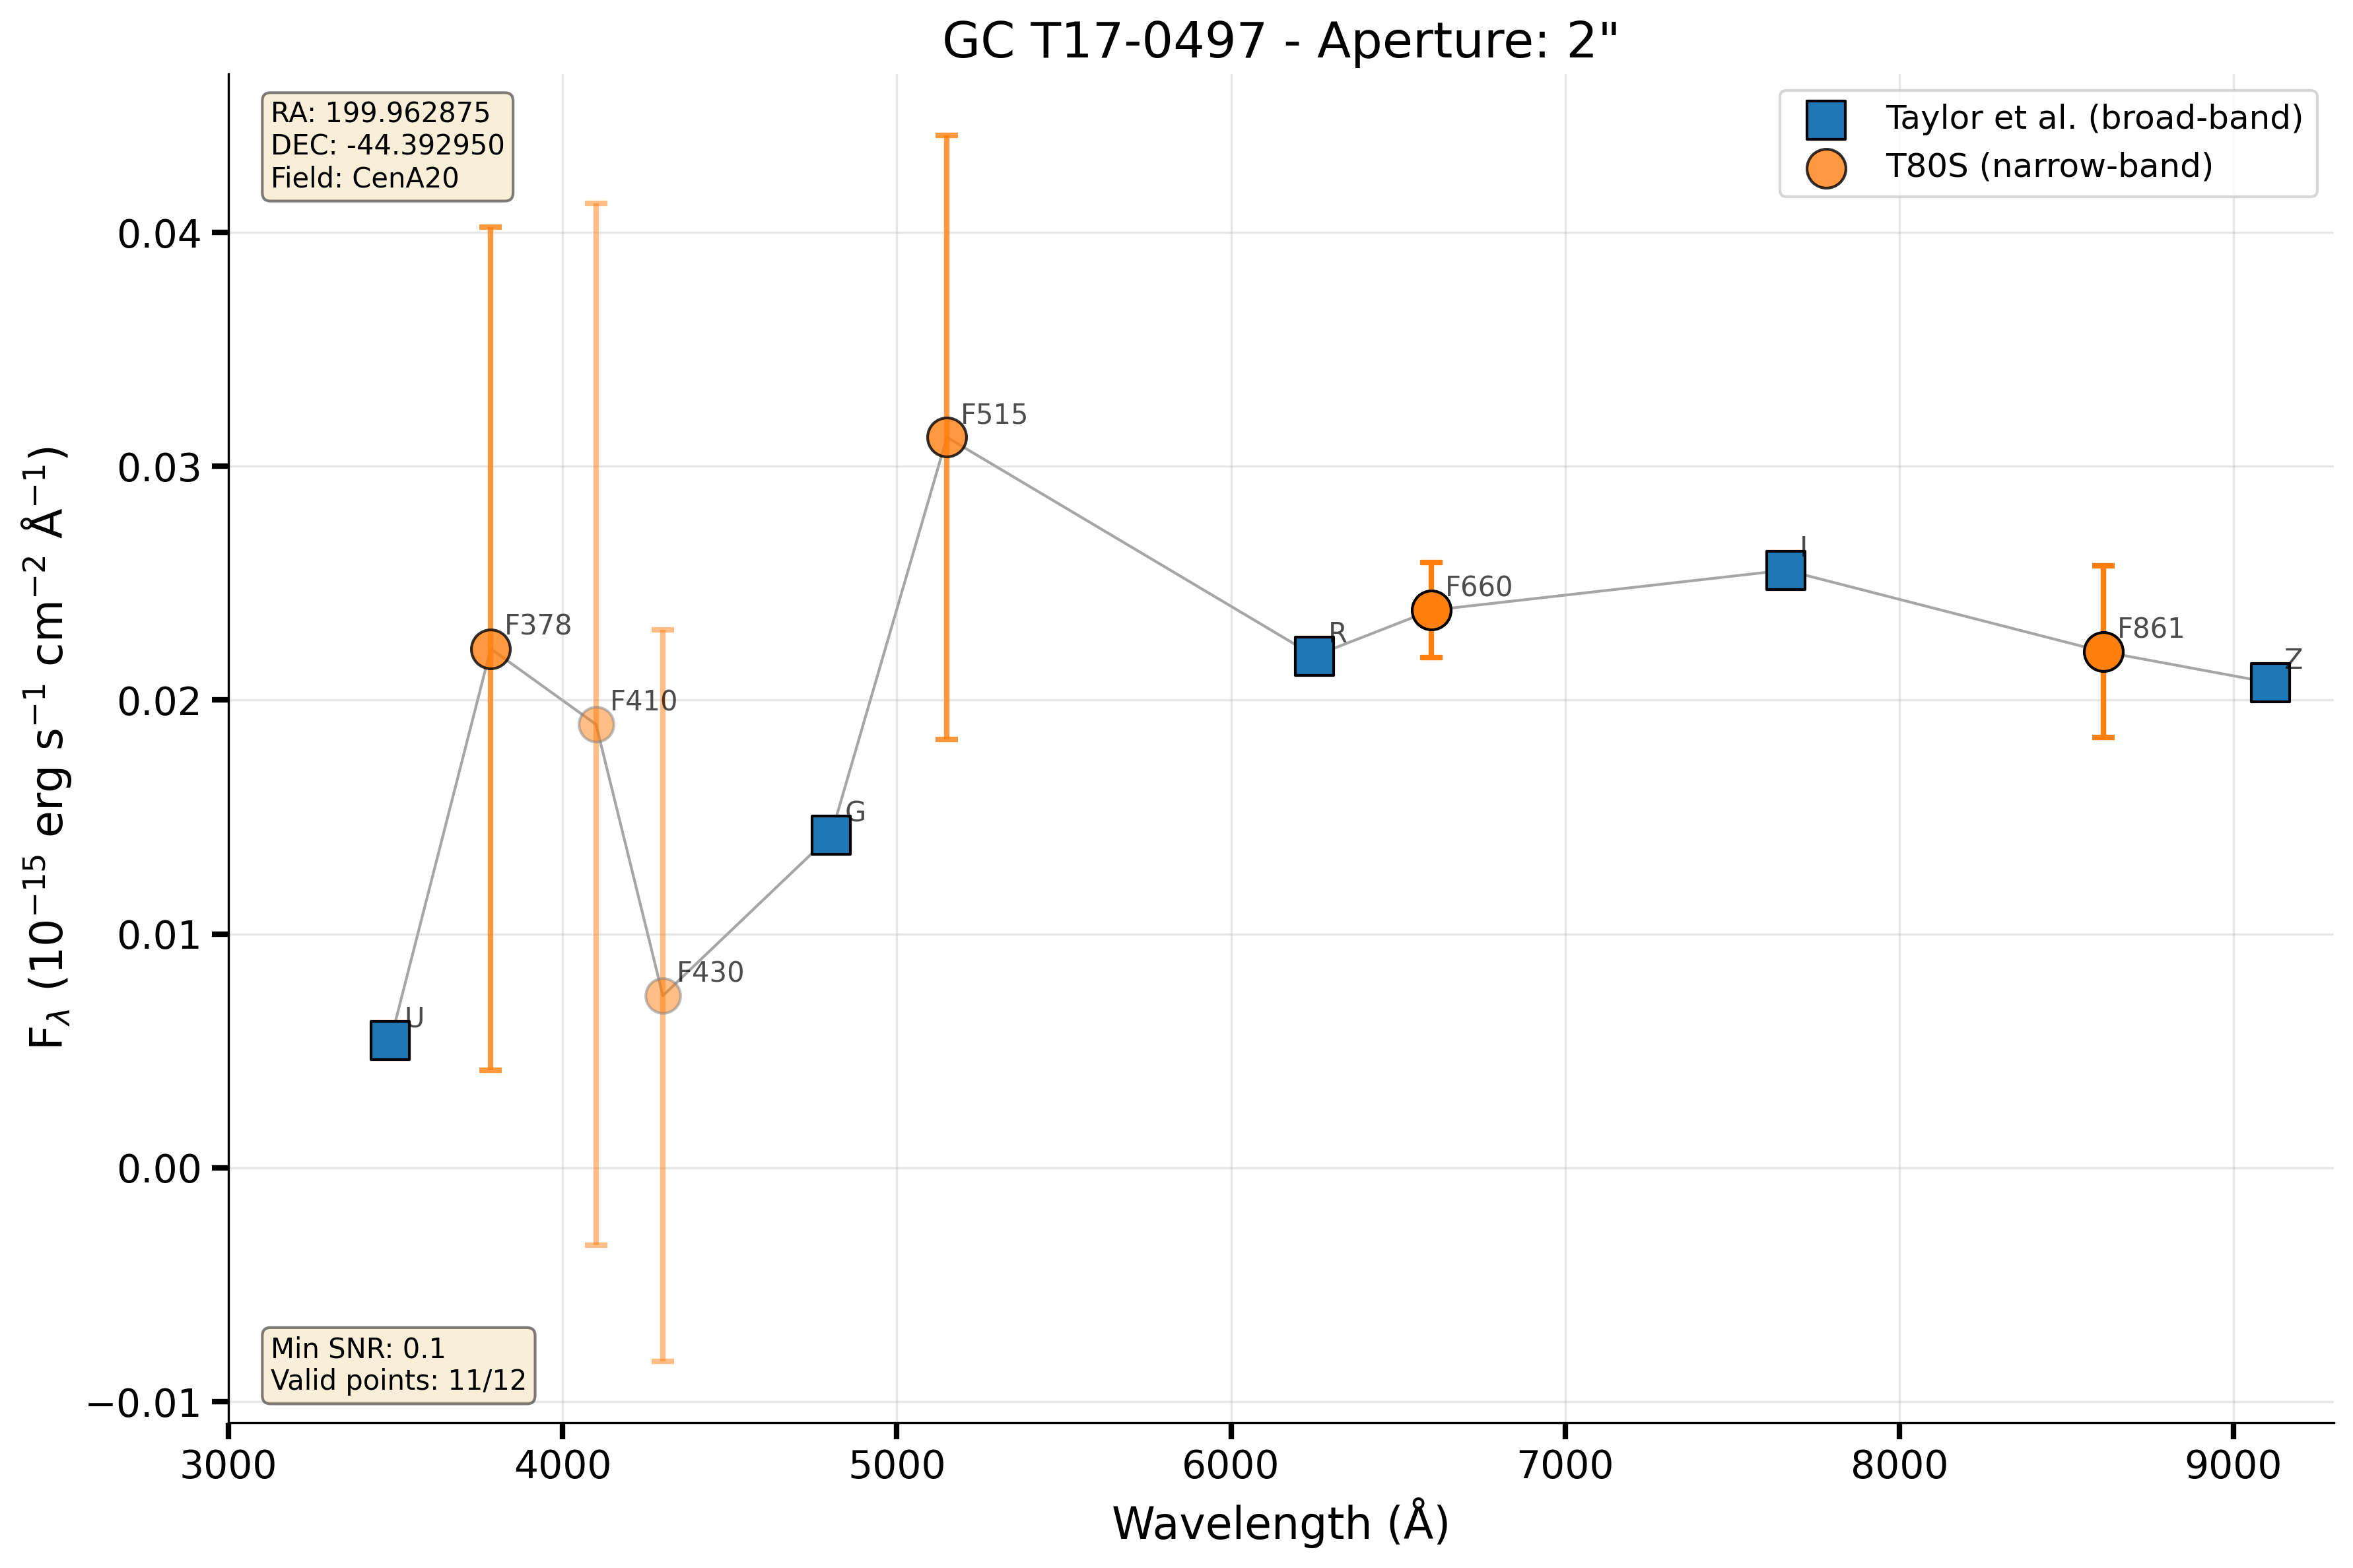 GC T17-0497 - Aperture: 2"
RA: 199.962875
DEC: -44.392950
Field: CenA20
Taylor et al. (broad-band)
T80S (narrow-band)
F_λ (10⁻¹⁵ erg s⁻¹ cm⁻² Å⁻¹)
0.04
0.03
0.02
0.01
0.00
−0.01
U
F378
F410
F430
G
F515
R
F660
I
F861
Z
Min SNR: 0.1
Valid points: 11/12
3000 4000 5000 6000 7000 8000 9000
Wavelength (Å)